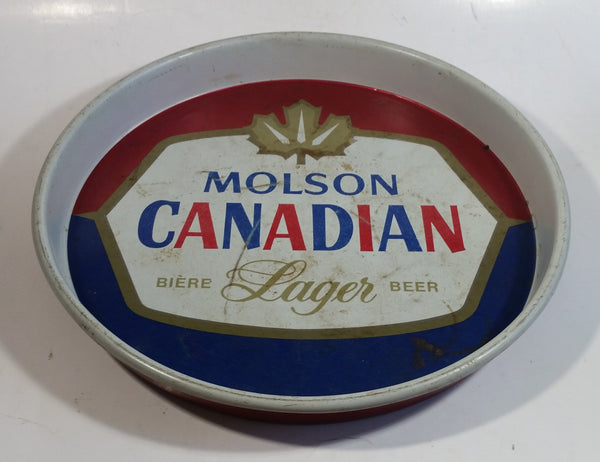 MOLSON
CANADIAN
BIÈRE Lager BEER